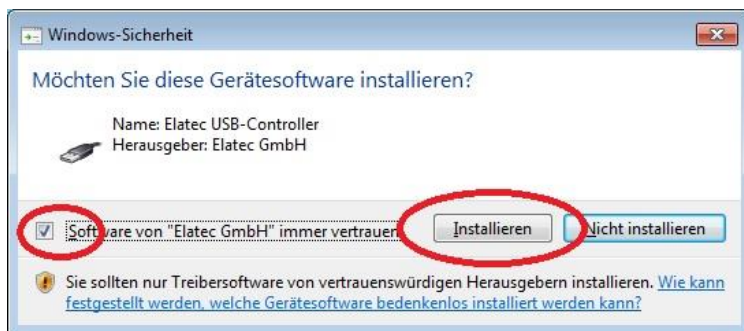 Windows-Sicherheit
Möchten Sie diese Gerätesoftware installieren?
Name: Elatec USB-Controller
Herausgeber: Elatec GmbH
Software von "Elatec GmbH" immer vertrauen
Installieren
Nicht installieren
Sie sollten nur Treibersoftware von vertrauenswürdigen Herausgebern installieren. Wie kann
festgestellt werden, welche Gerätesoftware bedenkenlos installiert werden kann?